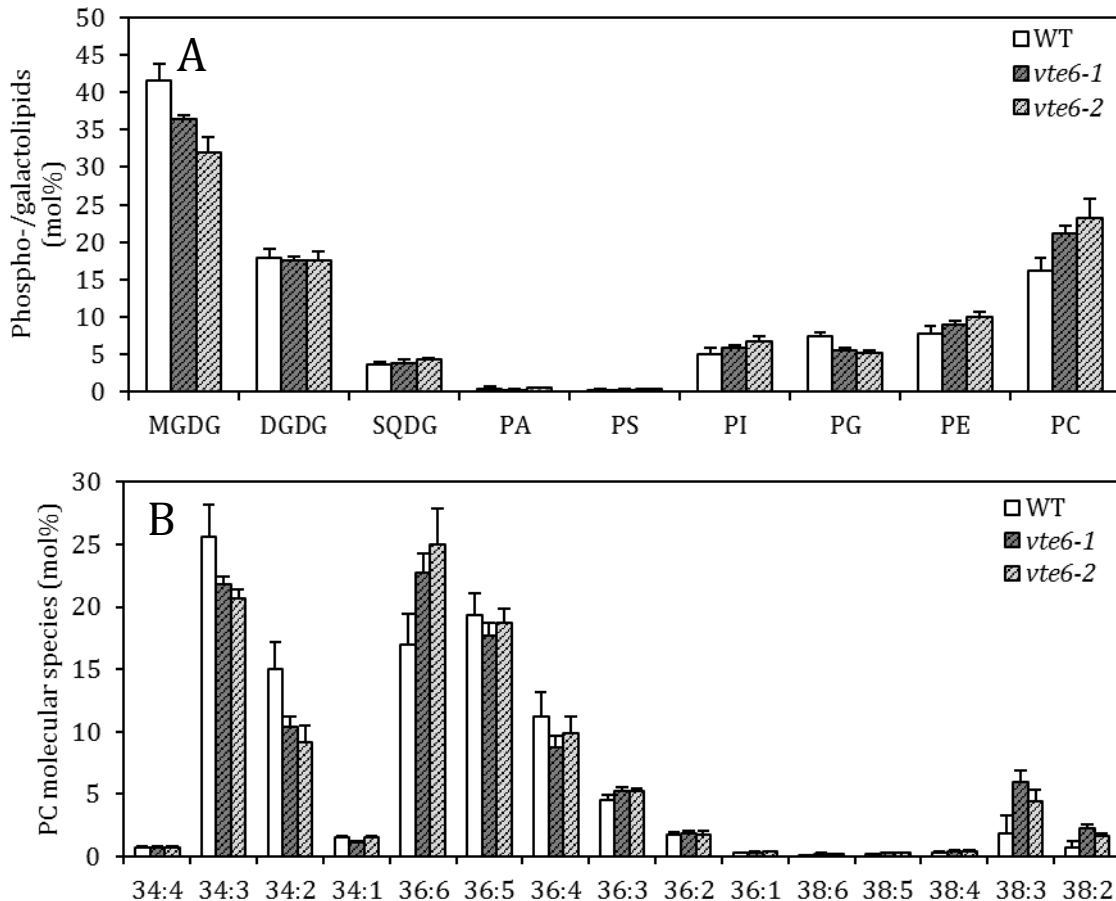 50
45
40
35
30
25
20
15
10
5
0
Phospho-/galactolipids
(mol%)
A
WT
vte6-1
vte6-2
MGDG DGDG SQDG PA PS PI PG PE PC
30
25
20
15
10
5
0
PC molecular species (mol%)
B
WT
vte6-1
vte6-2
34:4 34:3 34:2 34:1 36:6 36:5 36:4 36:3 36:2 36:1 38:6 38:5 38:4 38:3 38:2